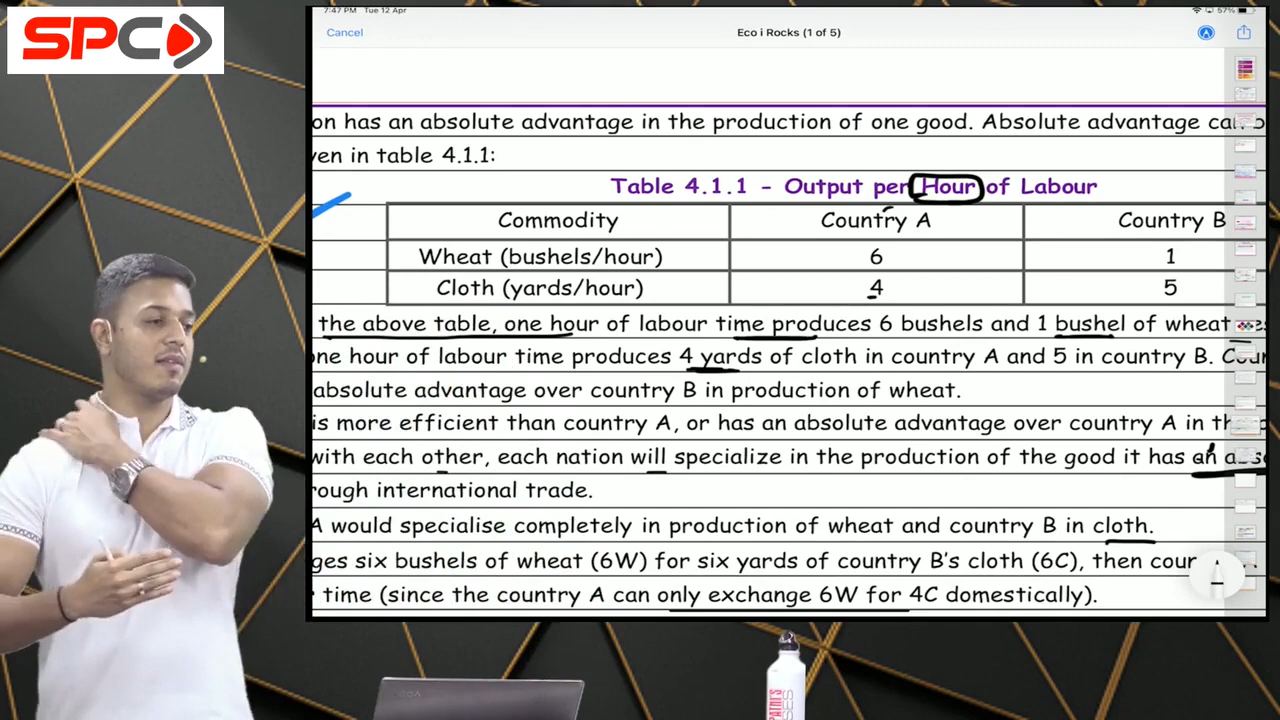 SPC
7:47 PM Tue 12 Apr
57%
Cancel
Eco i Rocks (1 of 5)
on has an absolute advantage in the production of one good. Absolute advantage can
ven in table 4.1.1:
Table 4.1.1 - Output per Hour of Labour
Commodity Country A Country B
Wheat (bushels/hour) 6 1
Cloth (yards/hour) 4 5
the above table, one hour of labour time produces 6 bushels and 1 bushel of wheat
one hour of labour time produces 4 yards of cloth in country A and 5 in country B.
absolute advantage over country B in production of wheat.
is more efficient than country A, or has an absolute advantage over country A in
with each other, each nation will specialize in the production of the good it has an
rough international trade.
A would specialise completely in production of wheat and country B in cloth.
ges six bushels of wheat (6W) for six yards of country B's cloth (6C), then
time (since the country A can only exchange 6W for 4C domestically).